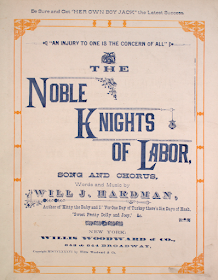 Be Sure and Get "HER OWN BOY JACK" the Latest Success.
["AN INJURY TO ONE IS THE CONCERN OF ALL"]
THE
NOBLE
KNIGHTS
OF LABOR.
SONG AND CHORUS,
Words and Music by
WILL J. HARDMAN,
NEW YORK:
WILLIS WOODWARD & CO.,
BROADWAY.